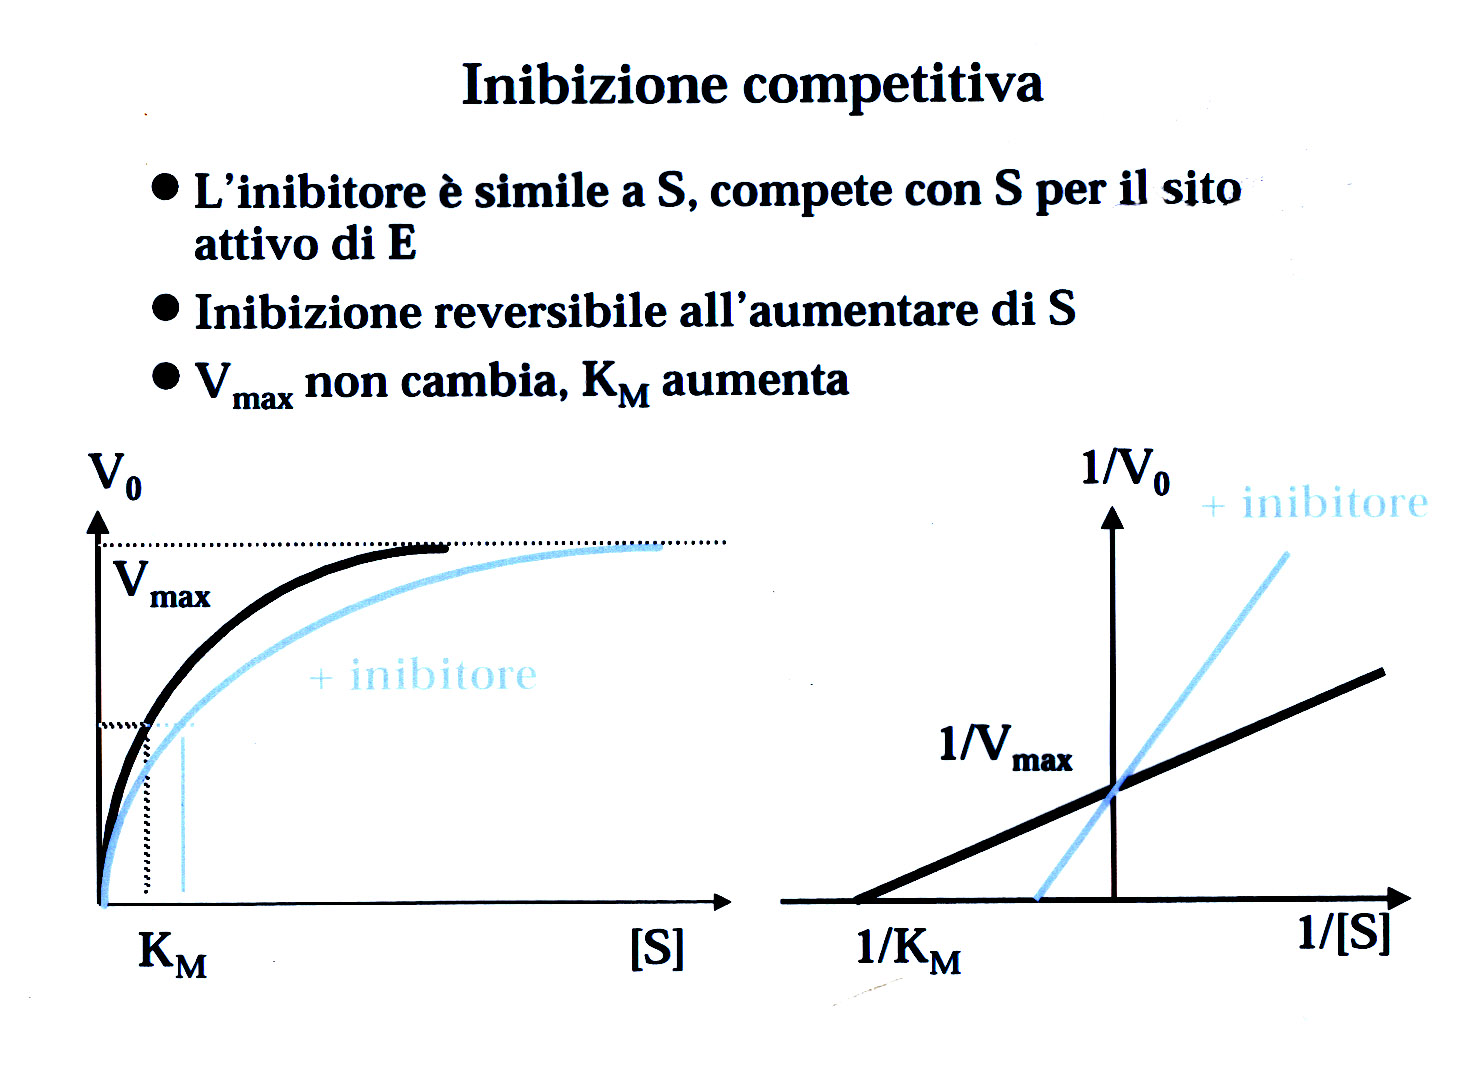 Inibizione competitiva
● L'inibitore è simile a S, compete con S per il sito
attivo di E
● Inibizione reversibile all'aumentare di S
● Vmax non cambia, KM aumenta
V0
Vmax
+ inibitore
KM
[S]
1/V0
+ inibitore
1/Vmax
1/KM
1/[S]